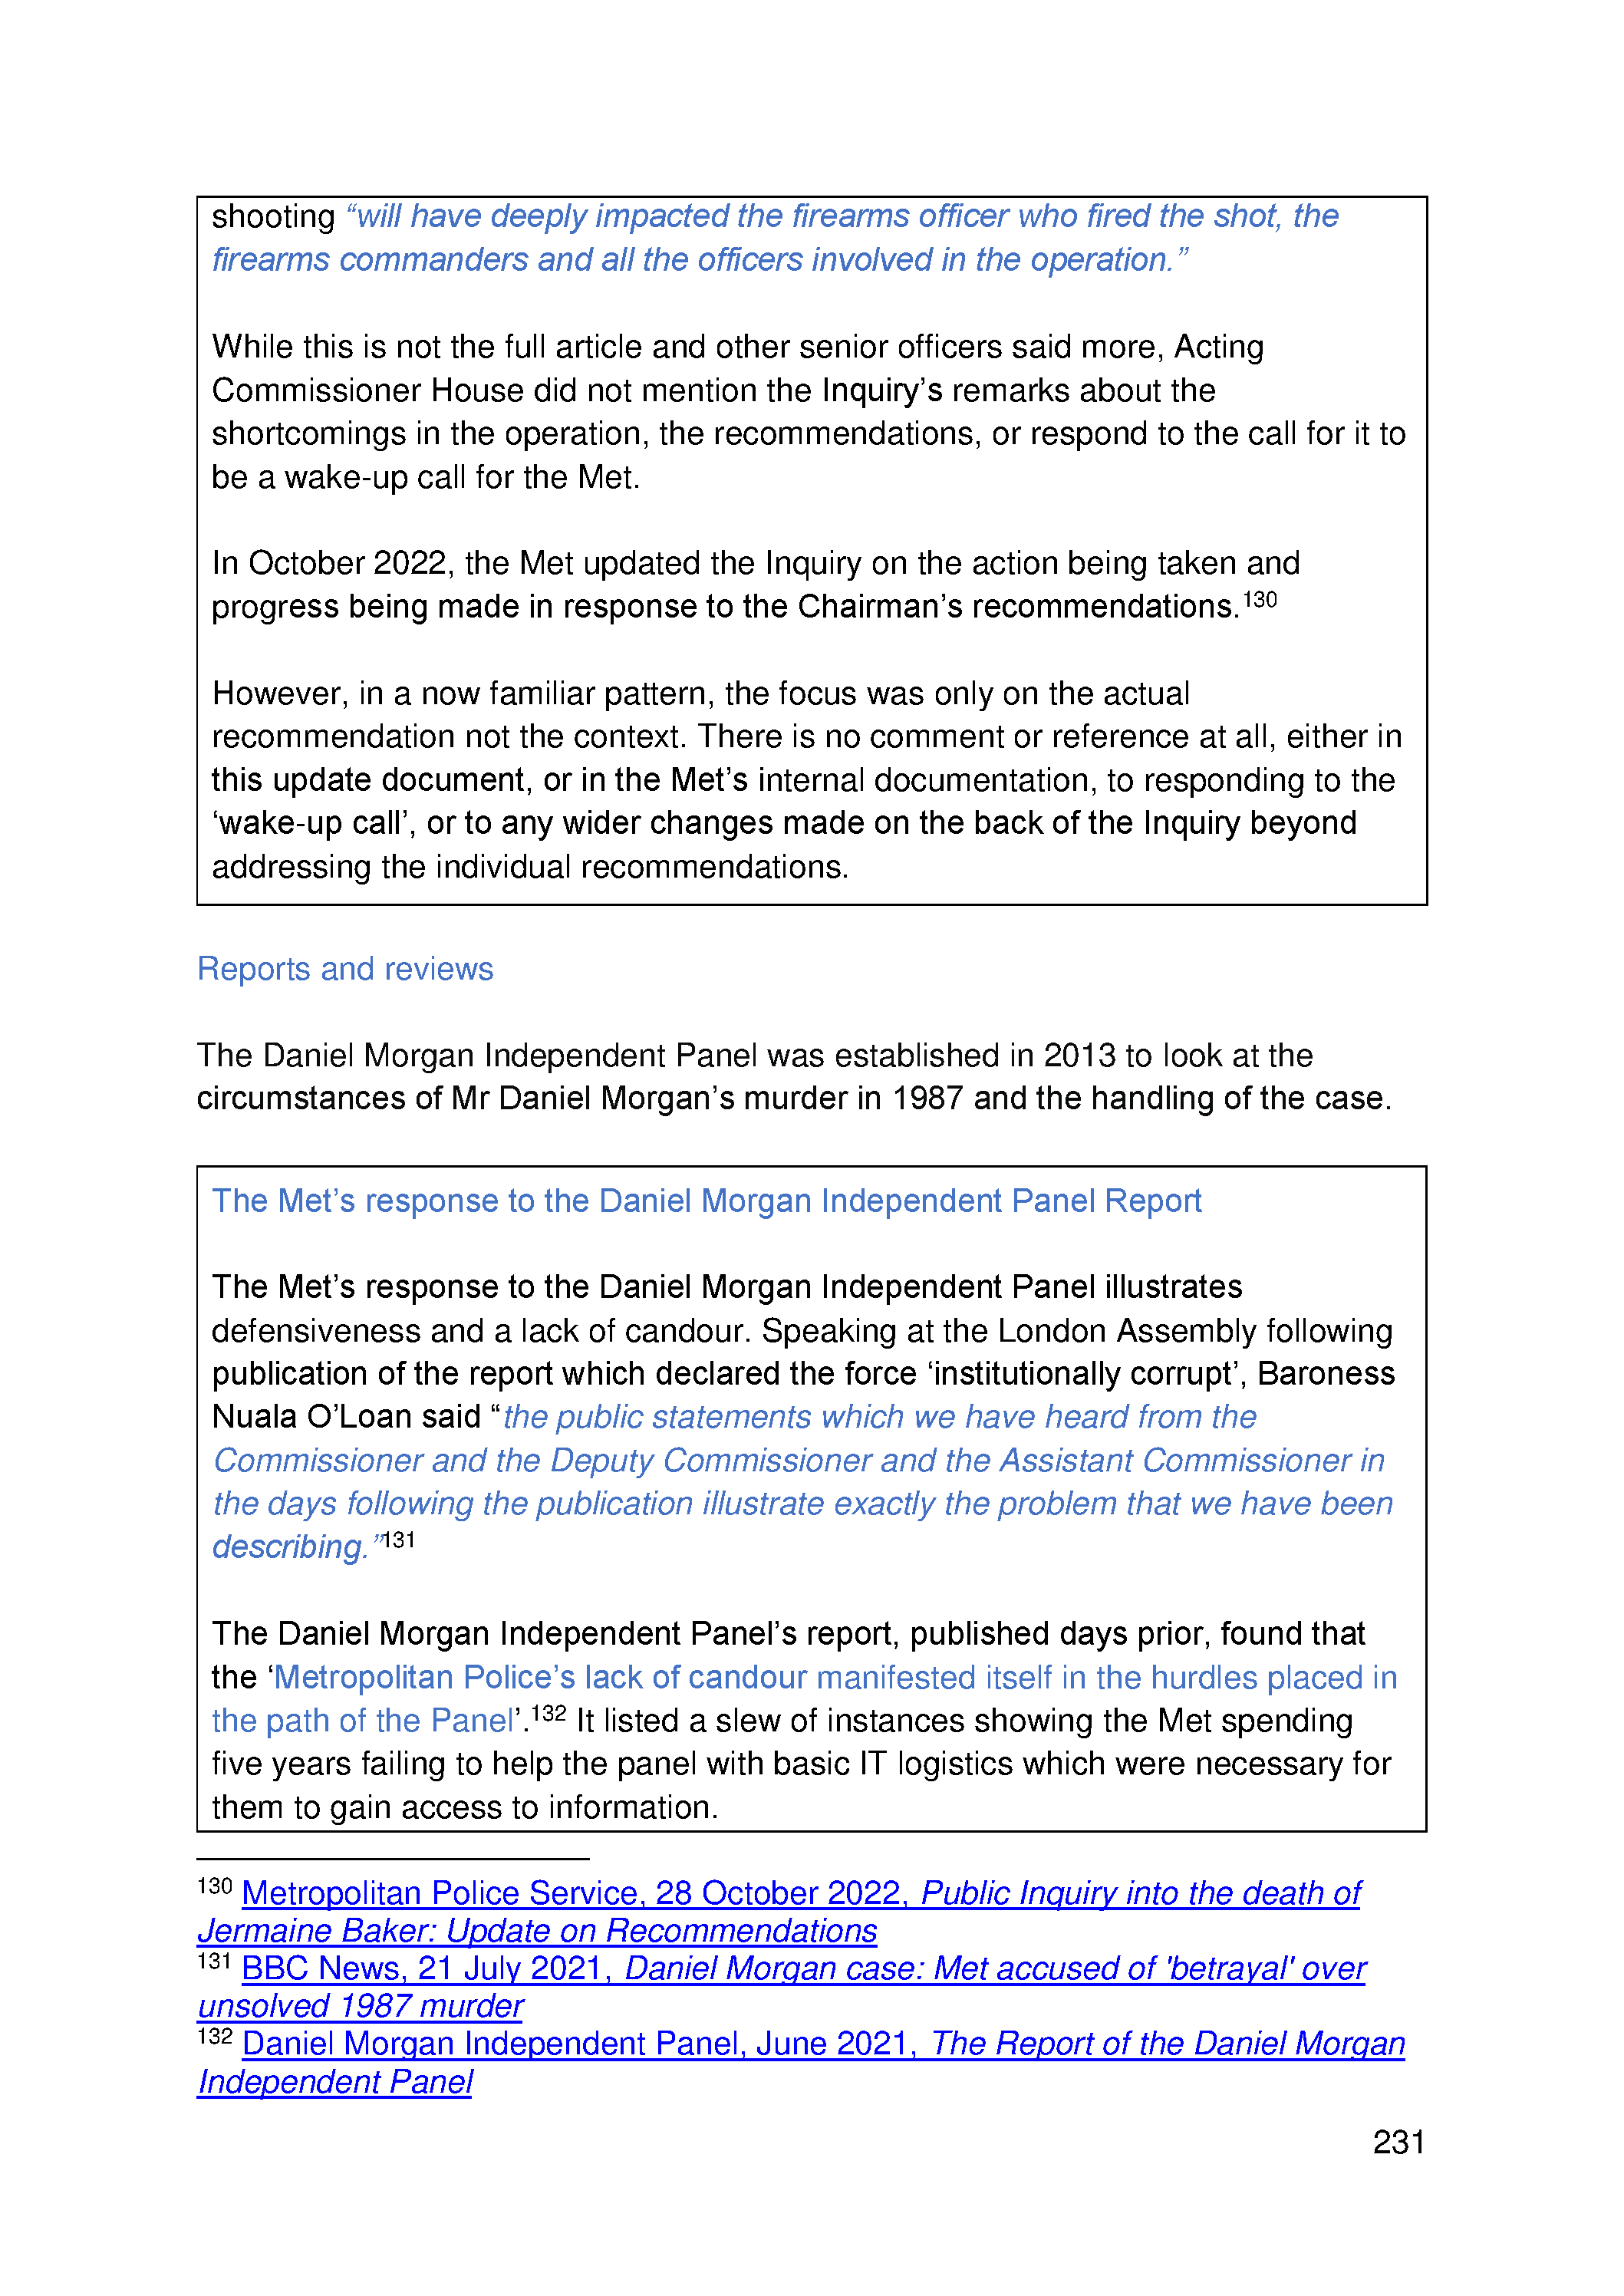 shooting “will have deeply impacted the firearms officer who fired the shot, the
firearms commanders and all the officers involved in the operation.”
While this is not the full article and other senior officers said more, Acting
Commissioner House did not mention the Inquiry’s remarks about the
shortcomings in the operation, the recommendations, or respond to the call for it to
be a wake-up call for the Met.
In October 2022, the Met updated the Inquiry on the action being taken and
progress being made in response to the Chairman’s recommendations.130
However, in a now familiar pattern, the focus was only on the actual
recommendation not the context. There is no comment or reference at all, either in
this update document, or in the Met’s internal documentation, to responding to the
‘wake-up call’, or to any wider changes made on the back of the Inquiry beyond
addressing the individual recommendations.
Reports and reviews
The Daniel Morgan Independent Panel was established in 2013 to look at the
circumstances of Mr Daniel Morgan’s murder in 1987 and the handling of the case.
The Met’s response to the Daniel Morgan Independent Panel Report
The Met’s response to the Daniel Morgan Independent Panel illustrates
defensiveness and a lack of candour. Speaking at the London Assembly following
publication of the report which declared the force ‘institutionally corrupt’, Baroness
Nuala O’Loan said “the public statements which we have heard from the
Commissioner and the Deputy Commissioner and the Assistant Commissioner in
the days following the publication illustrate exactly the problem that we have been
describing.”131
The Daniel Morgan Independent Panel’s report, published days prior, found that
the ‘Metropolitan Police’s lack of candour manifested itself in the hurdles placed in
the path of the Panel’.132 It listed a slew of instances showing the Met spending
five years failing to help the panel with basic IT logistics which were necessary for
them to gain access to information.
130 Metropolitan Police Service, 28 October 2022, Public Inquiry into the death of
Jermaine Baker: Update on Recommendations
131 BBC News, 21 July 2021, Daniel Morgan case: Met accused of 'betrayal' over
unsolved 1987 murder
132 Daniel Morgan Independent Panel, June 2021, The Report of the Daniel Morgan
Independent Panel
231